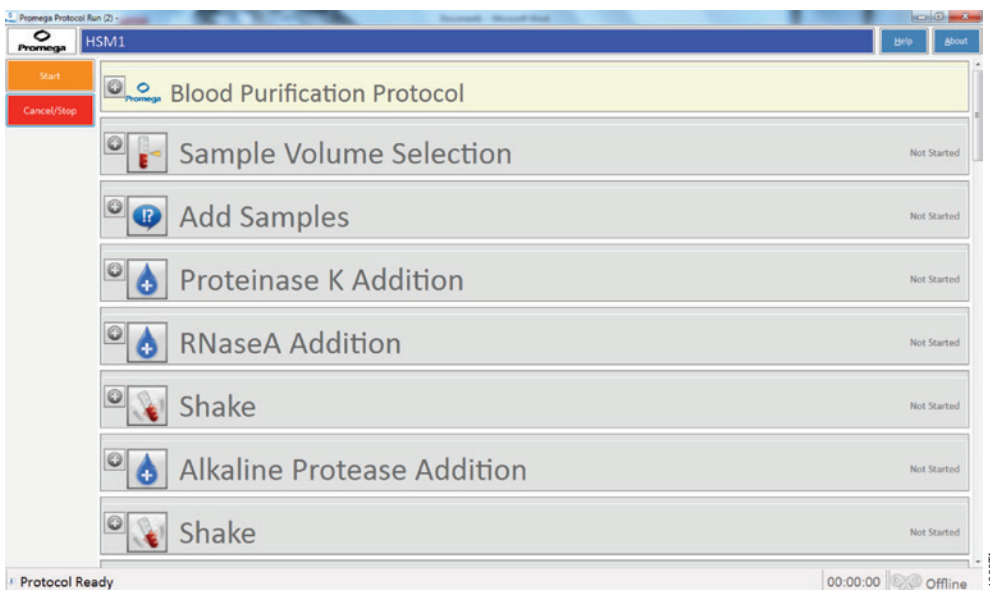 Promega Protocol Run (2) -
Promega
HSM1
Help
About
Start
Cancel/Stop
Promega
Blood Purification Protocol
Sample Volume Selection
Not Started
!?
Add Samples
Not Started
Proteinase K Addition
Not Started
RNaseA Addition
Not Started
Shake
Not Started
Alkaline Protease Addition
Not Started
Shake
Not Started
Protocol Ready
00:00:00
Offline